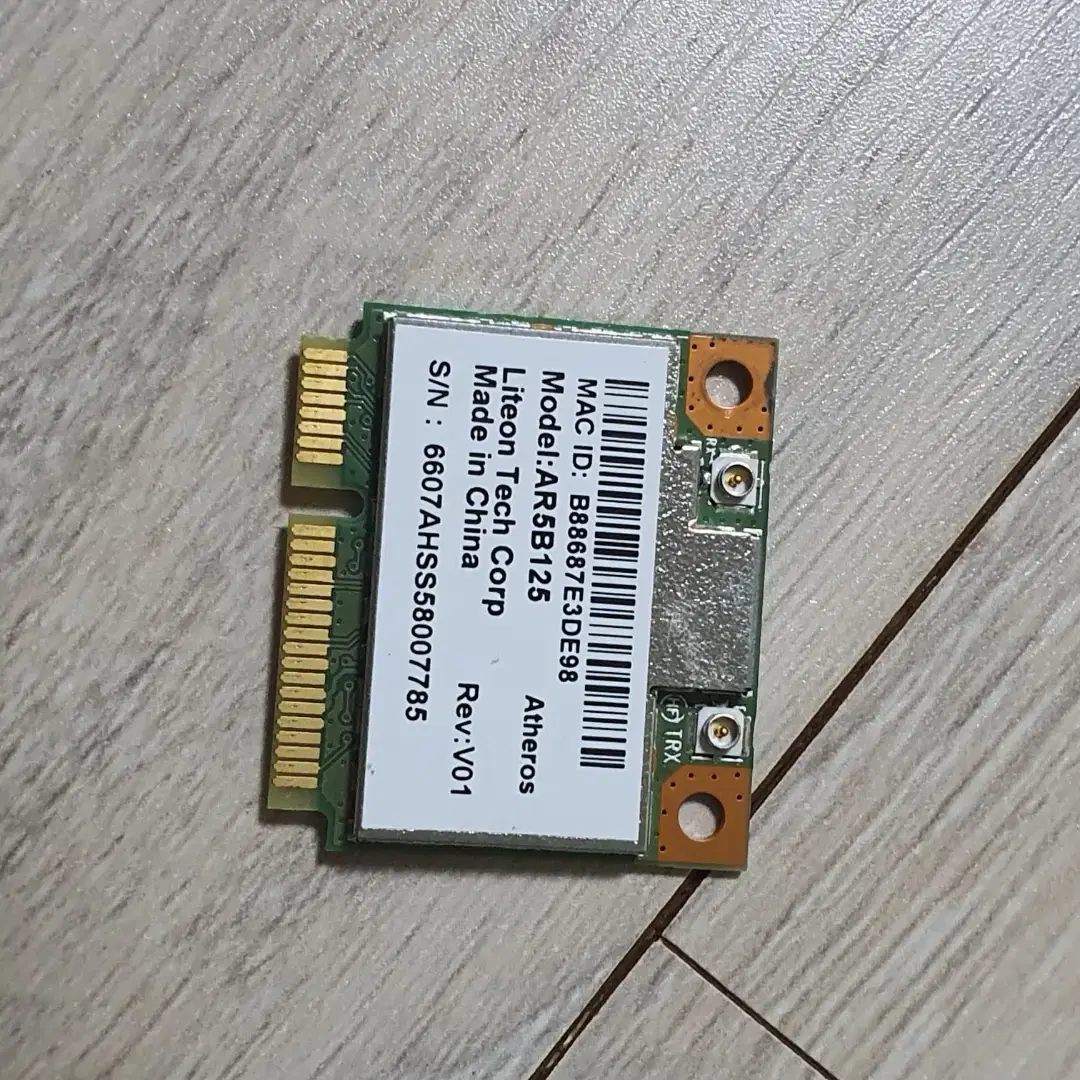 MAC ID: B88687E3DE98
Model:AR5B125 Atheros
Liteon Tech Corp
Made in China Rev:V01
S/N : 6607AHSS58007785
TRX